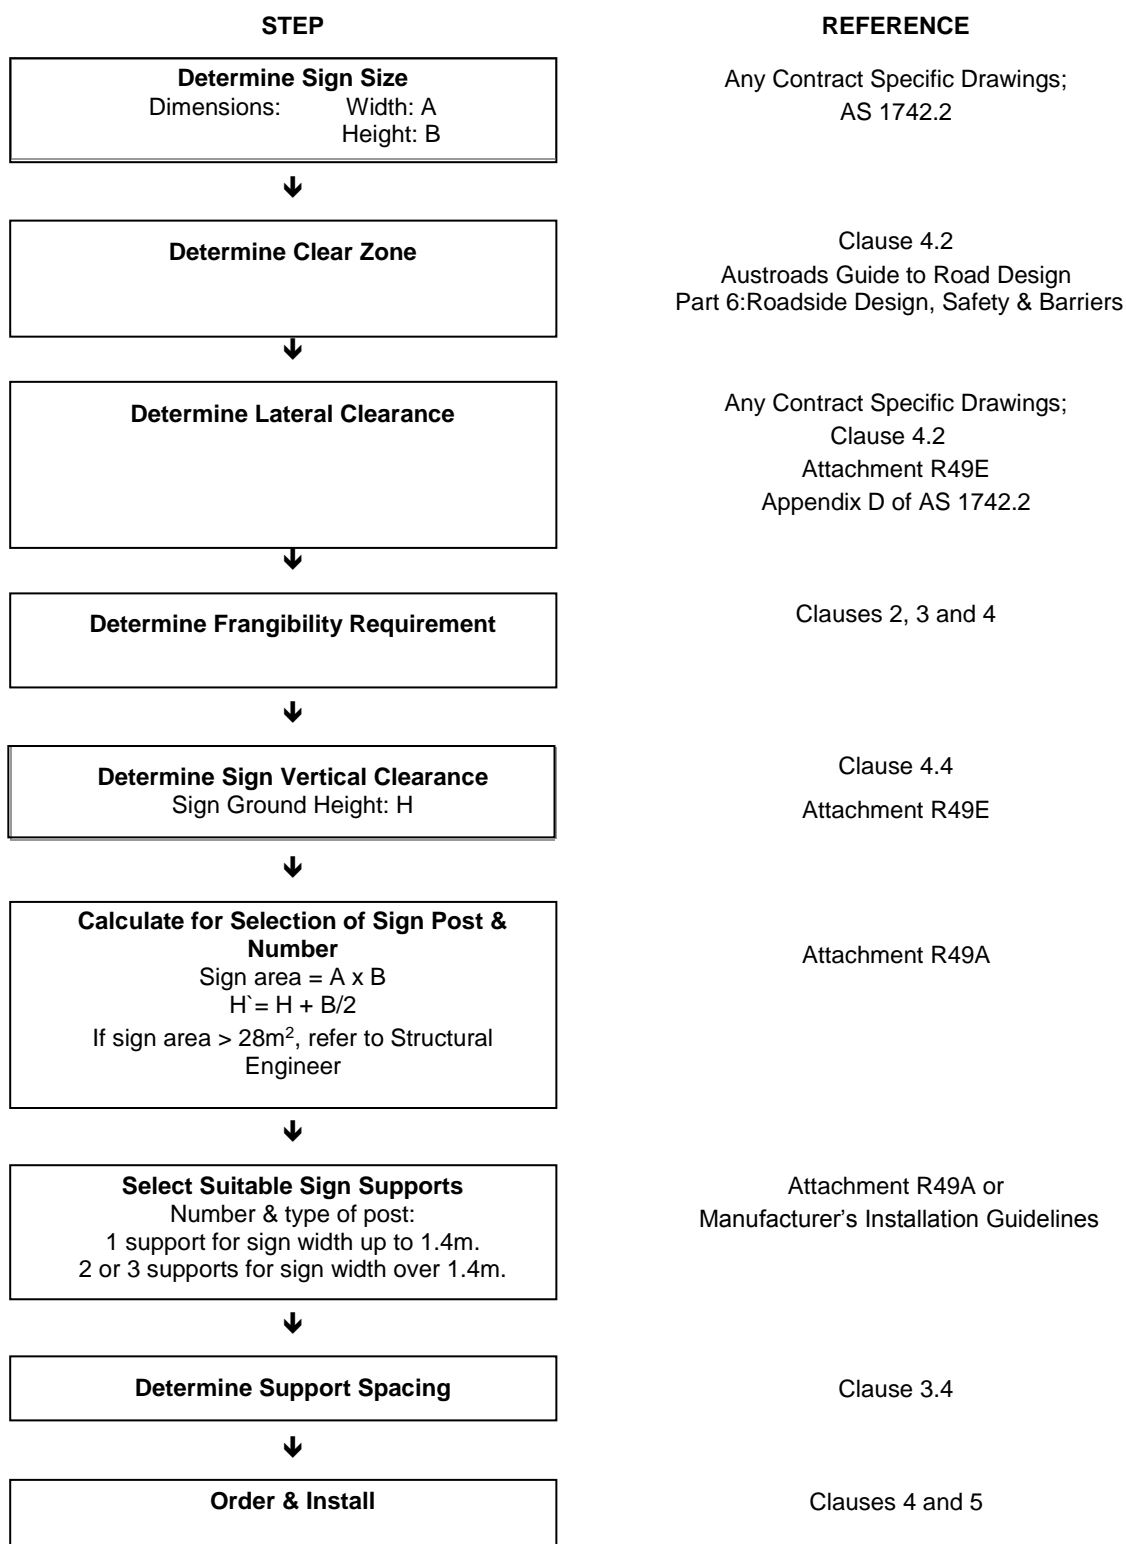 STEP
REFERENCE
Determine Sign Size
Dimensions: Width: A
Height: B
Any Contract Specific Drawings;
AS 1742.2
Determine Clear Zone
Clause 4.2
Austroads Guide to Road Design
Part 6:Roadside Design, Safety & Barriers
Determine Lateral Clearance
Any Contract Specific Drawings;
Clause 4.2
Attachment R49E
Appendix D of AS 1742.2
Determine Frangibility Requirement
Clauses 2, 3 and 4
Determine Sign Vertical Clearance
Sign Ground Height: H
Clause 4.4
Attachment R49E
Calculate for Selection of Sign Post &
Number
Sign area = A x B
H`= H + B/2
If sign area > 28m², refer to Structural
Engineer
Attachment R49A
Select Suitable Sign Supports
Number & type of post:
1 support for sign width up to 1.4m.
2 or 3 supports for sign width over 1.4m.
Attachment R49A or
Manufacturer’s Installation Guidelines
Determine Support Spacing
Clause 3.4
Order & Install
Clauses 4 and 5